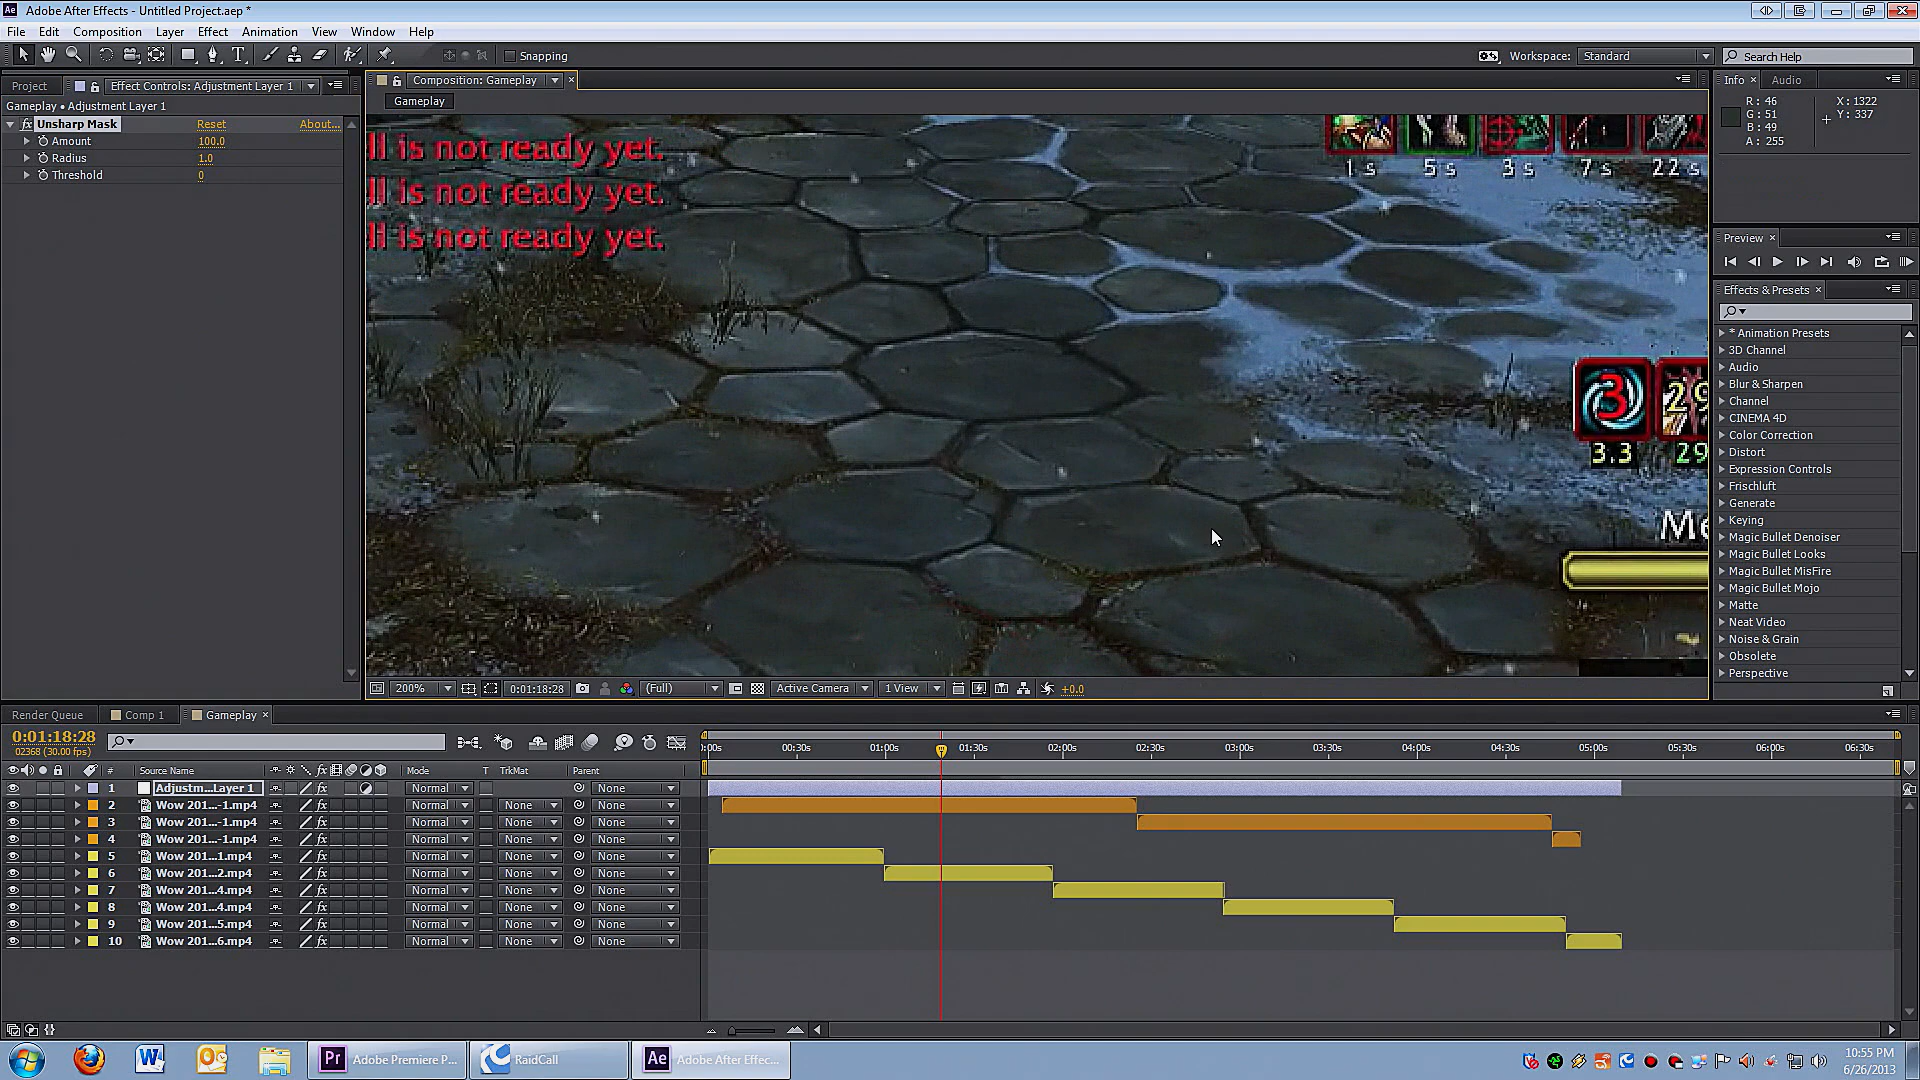 Adobe After Effects - Untitled Project.aep *
File Edit Composition Layer Effect Animation View Window Help
Snapping
Workspace: Standard
Search Help
Project Effect Controls: Adjustment Layer 1
Gameplay • Adjustment Layer 1
Unsharp Mask Reset About...
Amount 100.0
Radius 1.0
Threshold 0
Composition: Gameplay
Gameplay
ll is not ready yet.
ll is not ready yet.
ll is not ready yet.
1 s 5 s 3 s 7 s 22 s
3 29
3.3 29
Me
200% 0:01:18:28 (Full) Active Camera 1 View +0.0
Info Audio
R: 46 X: 1322
G: 51 Y: 337
B: 49
A: 255
Preview
Effects & Presets
* Animation Presets
3D Channel
Audio
Blur & Sharpen
Channel
CINEMA 4D
Color Correction
Distort
Expression Controls
Frischluft
Generate
Keying
Magic Bullet Denoiser
Magic Bullet Looks
Magic Bullet MisFire
Magic Bullet Mojo
Matte
Neat Video
Noise & Grain
Obsolete
Perspective
Render Queue Comp 1 Gameplay
0:01:18:28
02368 (30.00 fps)
):00s 00:30s 01:00s 01:30s 02:00s 02:30s 03:00s 03:30s 04:00s 04:30s 05:00s 05:30s 06:00s 06:30s
# Source Name Mode T TrkMat Parent
1 Adjustm...Layer 1 Normal None
2 Wow 201...-1.mp4 Normal None None
3 Wow 201...-1.mp4 Normal None None
4 Wow 201...-1.mp4 Normal None None
5 Wow 201...1.mp4 Normal None None
6 Wow 201...2.mp4 Normal None None
7 Wow 201...4.mp4 Normal None None
8 Wow 201...4.mp4 Normal None None
9 Wow 201...5.mp4 Normal None None
10 Wow 201...6.mp4 Normal None None
Pr Adobe Premiere P... RaidCall Ae Adobe After Effec...
10:55 PM
6/26/2013